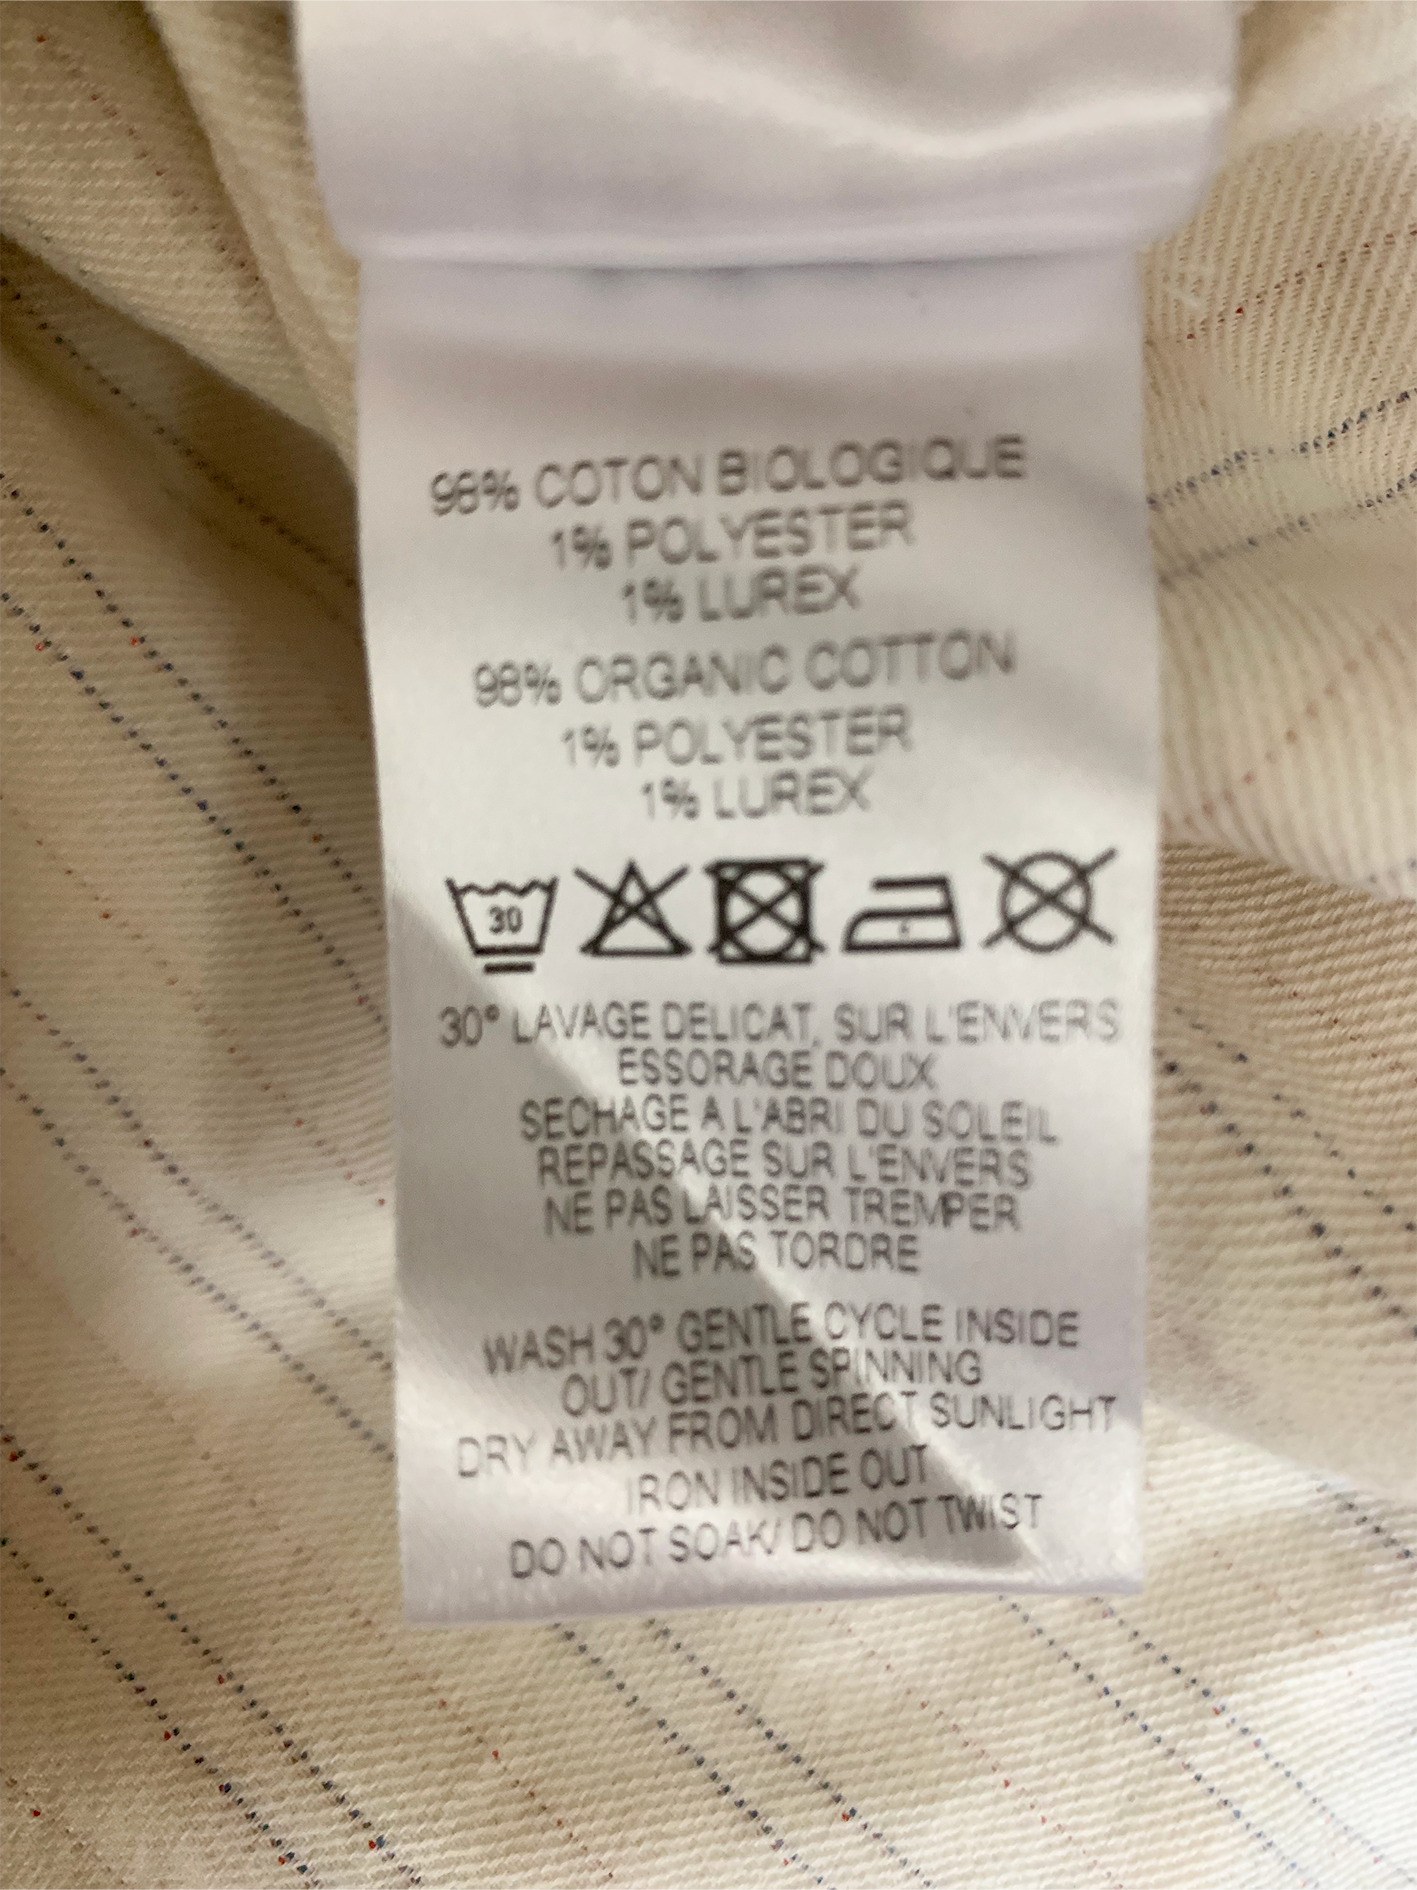 98% COTON BIOLOGIQUE
1% POLYESTER
1% LUREX
98% ORGANIC COTTON
1% POLYESTER
1% LUREX
30
30° LAVAGE DELICAT, SUR L'ENVERS
ESSORAGE DOUX
SECHAGE A L'ABRI DU SOLEIL
REPASSAGE SUR L'ENVERS
NE PAS LAISSER TREMPER
NE PAS TORDRE
WASH 30° GENTLE CYCLE INSIDE
OUT/ GENTLE SPINNING
DRY AWAY FROM DIRECT SUNLIGHT
IRON INSIDE OUT
DO NOT SOAK/ DO NOT TWIST